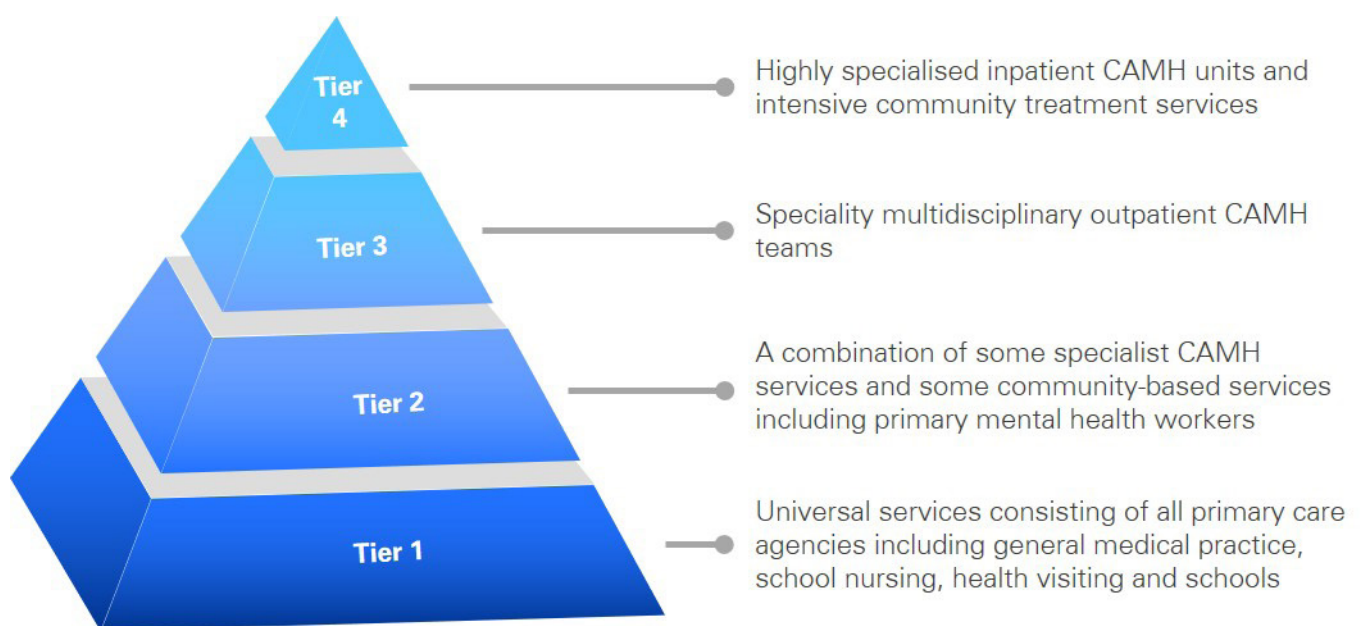 Tier
4
Highly specialised inpatient CAMH units and
intensive community treatment services
Tier 3
Speciality multidisciplinary outpatient CAMH
teams
Tier 2
A combination of some specialist CAMH
services and some community-based services
including primary mental health workers
Tier 1
Universal services consisting of all primary care
agencies including general medical practice,
school nursing, health visiting and schools